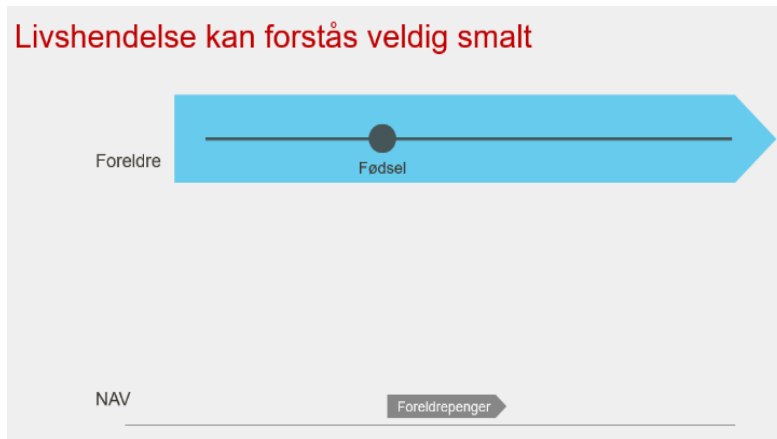 Livshendelse kan forstås veldig smalt
Foreldre
Fødsel
NAV
Foreldrepenger